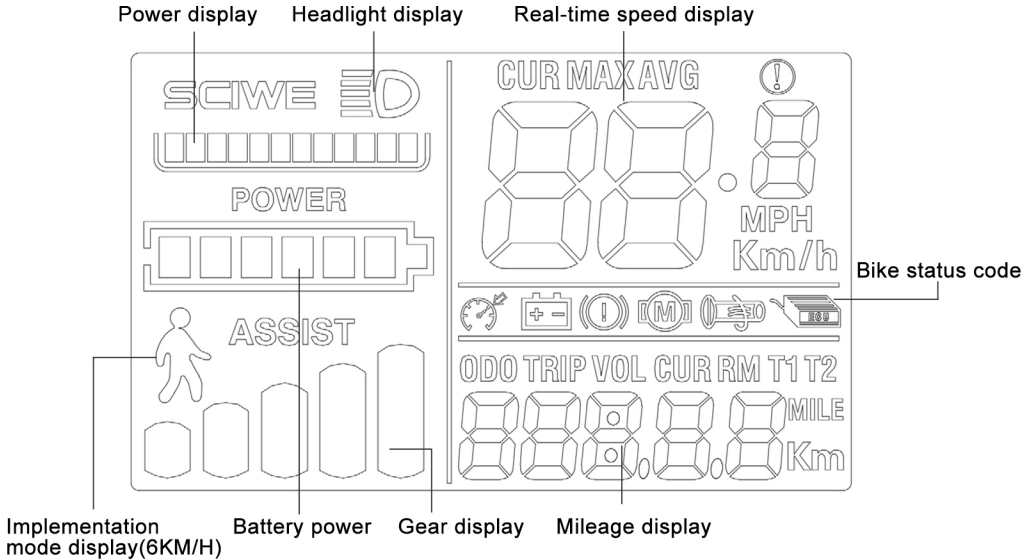 Power display
Headlight display
Real-time speed display
SCIWE
CUR MAX AVG
POWER
MPH
Km/h
Bike status code
+ -
M
ECU
ASSIST
ODO TRIP VOL CUR RM T1 T2
MILE
Km
Implementation
mode display(6KM/H)
Battery power
Gear display
Mileage display